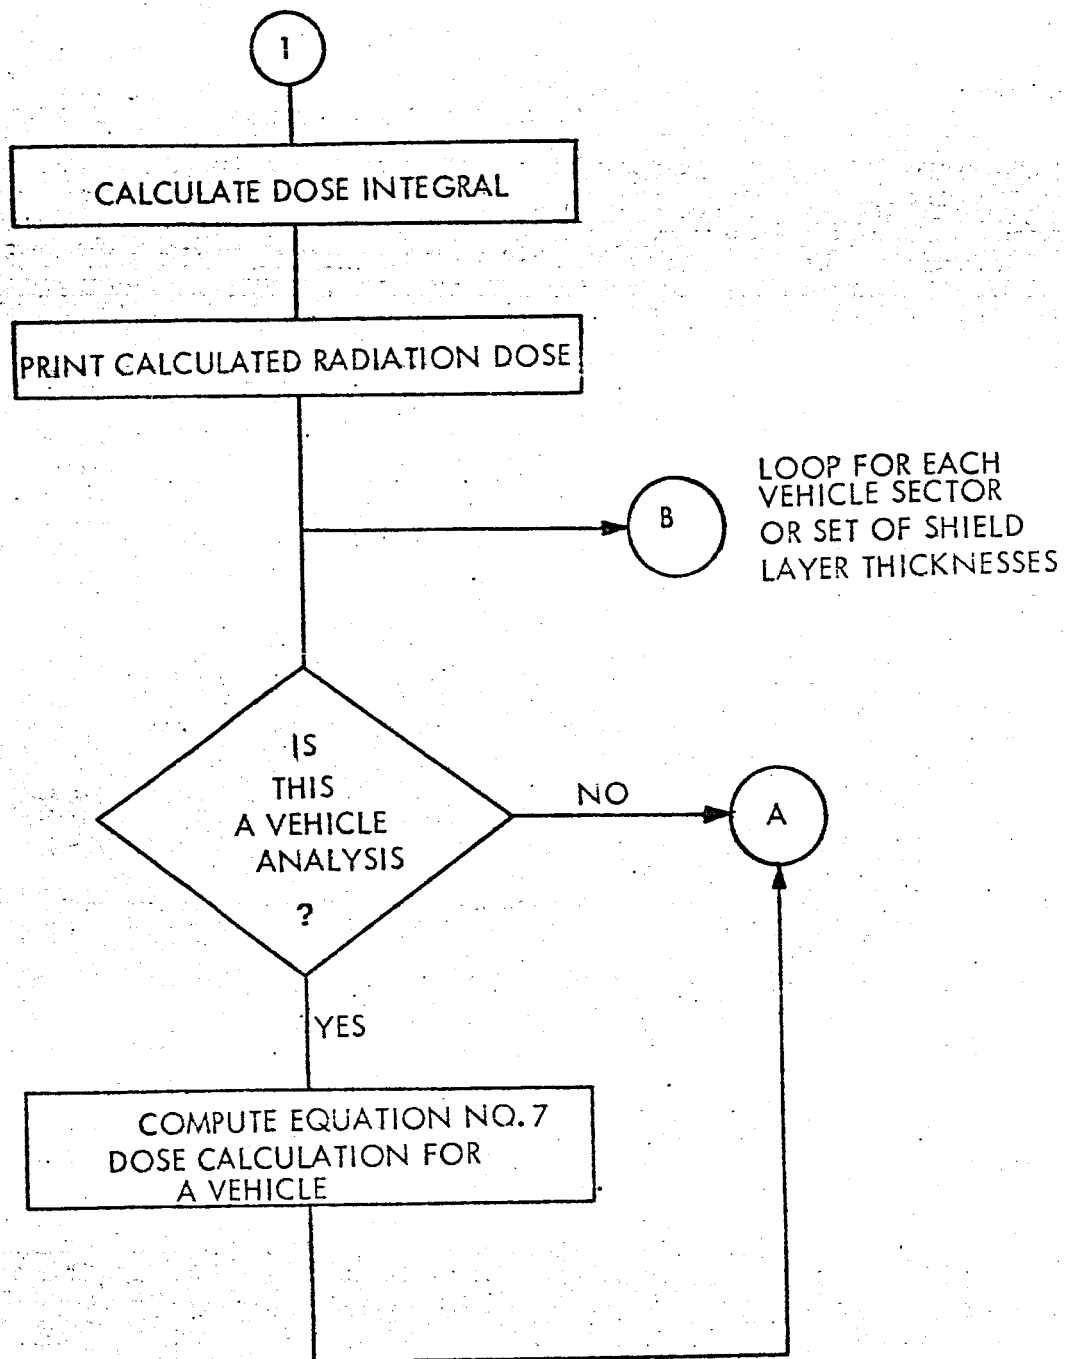 1
CALCULATE DOSE INTEGRAL
PRINT CALCULATED RADIATION DOSE
B
LOOP FOR EACH
VEHICLE SECTOR
OR SET OF SHIELD
LAYER THICKNESSES
IS
THIS
A VEHICLE
ANALYSIS
?
NO
A
YES
COMPUTE EQUATION NO. 7
DOSE CALCULATION FOR
A VEHICLE